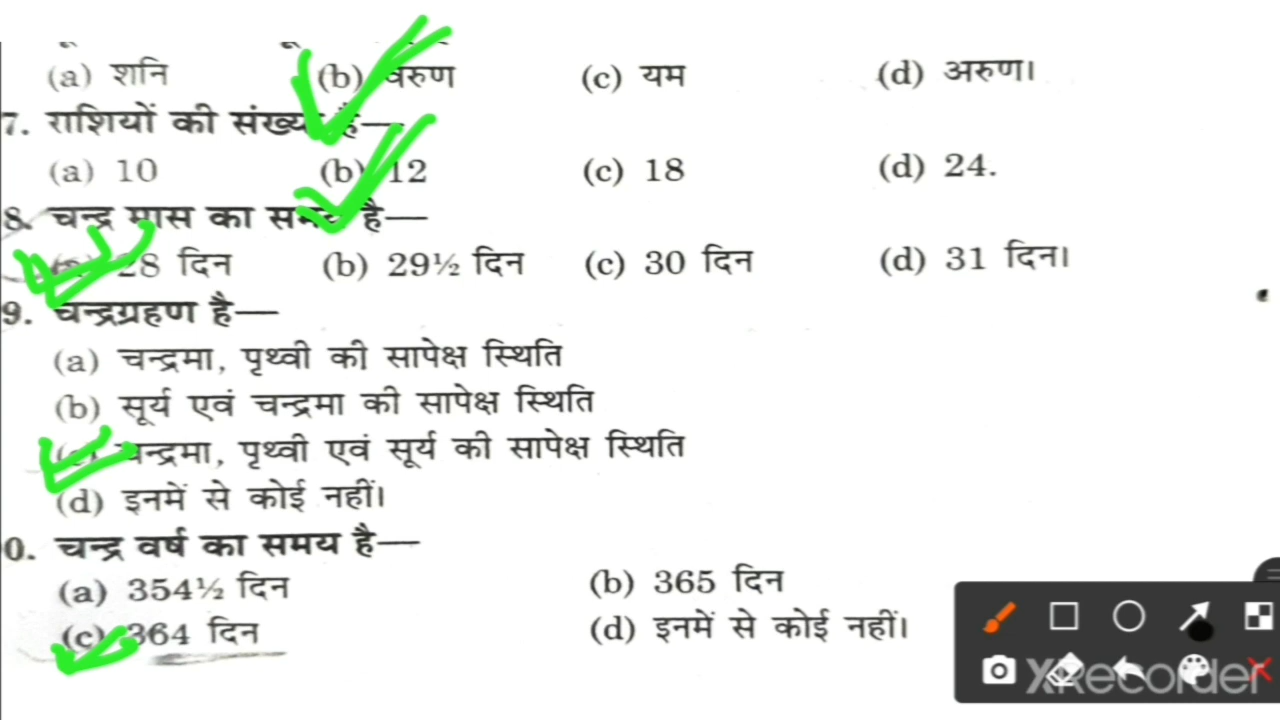 (a) शनि (b) वरुण (c) यम (d) अरुण।
7. राशियों की संख्या है—
(a) 10 (b) 12 (c) 18 (d) 24.
8. चन्द्र मास का समय है—
(a) 28 दिन (b) 29½ दिन (c) 30 दिन (d) 31 दिन।
9. चन्द्रग्रहण है—
(a) चन्द्रमा, पृथ्वी की सापेक्ष स्थिति
(b) सूर्य एवं चन्द्रमा की सापेक्ष स्थिति
(c) चन्द्रमा, पृथ्वी एवं सूर्य की सापेक्ष स्थिति
(d) इनमें से कोई नहीं।
0. चन्द्र वर्ष का समय है—
(a) 354½ दिन (b) 365 दिन
(c) 364 दिन (d) इनमें से कोई नहीं।
XRecorder